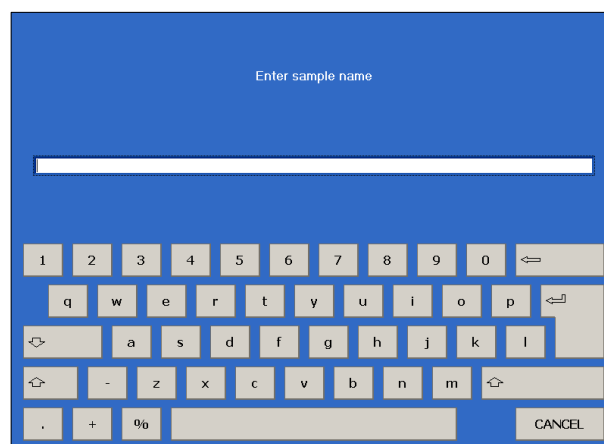 Enter sample name
1 2 3 4 5 6 7 8 9 0
q w e r t y u i o p
a s d f g h j k l
- z x c v b n m
. + % CANCEL